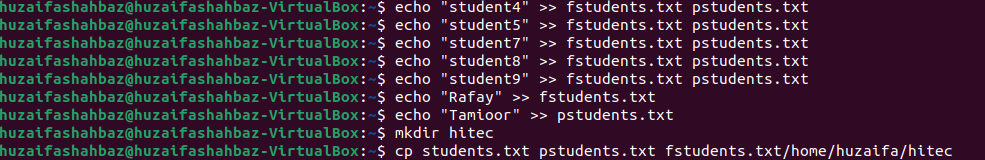 huzaifashahbaz@huzaifashahbaz-VirtualBox:~$ echo "student4" >> fstudents.txt pstudents.txt
huzaifashahbaz@huzaifashahbaz-VirtualBox:~$ echo "student5" >> fstudents.txt pstudents.txt
huzaifashahbaz@huzaifashahbaz-VirtualBox:~$ echo "student7" >> fstudents.txt pstudents.txt
huzaifashahbaz@huzaifashahbaz-VirtualBox:~$ echo "student8" >> fstudents.txt pstudents.txt
huzaifashahbaz@huzaifashahbaz-VirtualBox:~$ echo "student9" >> fstudents.txt pstudents.txt
huzaifashahbaz@huzaifashahbaz-VirtualBox:~$ echo "Rafay" >> fstudents.txt
huzaifashahbaz@huzaifashahbaz-VirtualBox:~$ echo "Tamioor" >> pstudents.txt
huzaifashahbaz@huzaifashahbaz-VirtualBox:~$ mkdir hitec
huzaifashahbaz@huzaifashahbaz-VirtualBox:~$ cp students.txt pstudents.txt fstudents.txt/home/huzaifa/hitec